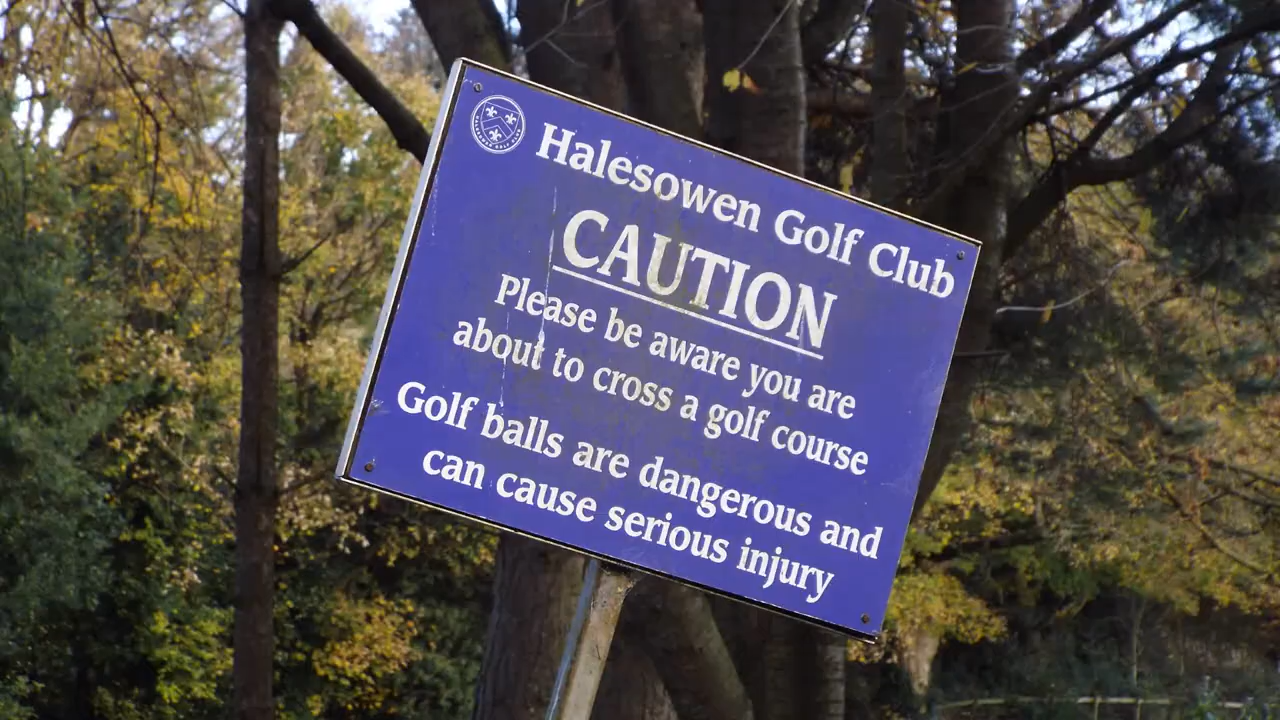 Halesowen Golf Club
CAUTION
Please be aware you are
about to cross a golf course
Golf balls are dangerous and
can cause serious injury